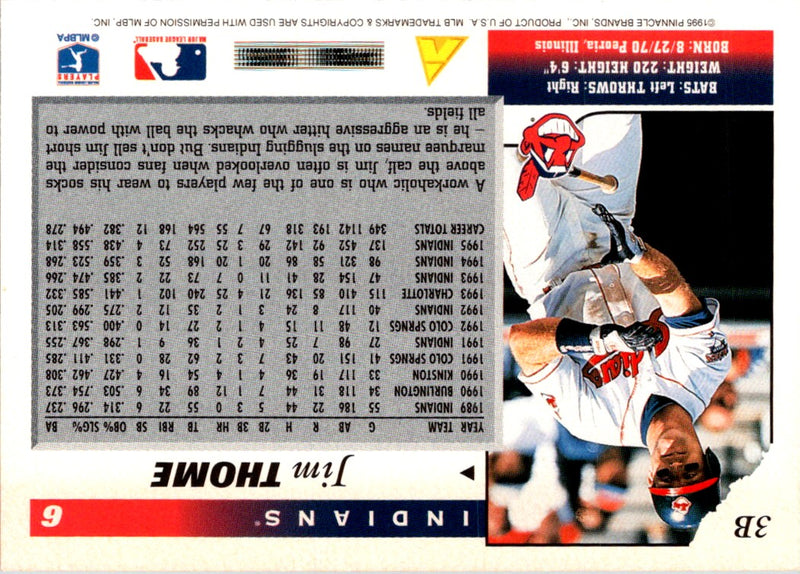 3B
INDIANS®
6
Jim THOME
YEAR TEAM G AB R H 2B 3B HR TB RBI SB OB% SLG% BA
1989 INDIANS 55 186 22 44 5 3 0 55 22 6 .314 .296 .237
1990 BURLINGTON 34 118 31 44 7 1 12 89 34 6 .503 .754 .373
1990 KINSTON 33 117 19 36 4 1 4 54 16 4 .427 .462 .308
1991 COLO SPRNGS 41 151 20 43 7 3 2 62 28 0 .331 .411 .285
1991 INDIANS 27 98 7 25 4 2 1 36 9 1 .298 .367 .255
1992 COLO SPRNGS 12 48 11 15 4 1 2 27 14 0 .400 .563 .313
1992 INDIANS 40 117 8 24 3 1 2 35 12 2 .275 .299 .205
1993 CHARLOTTE 115 410 85 136 21 4 25 240 102 1 .441 .585 .332
1993 INDIANS 47 154 28 41 11 0 7 73 22 2 .385 .474 .266
1994 INDIANS 98 321 58 86 20 1 20 168 52 3 .359 .523 .268
1995 INDIANS 137 452 92 142 29 3 25 252 73 4 .438 .558 .314
CAREER TOTALS 349 1142 193 318 67 7 55 564 168 12 .382 .494 .278
A workaholic who is one of the few players to wear his socks
above the calf, Jim is often overlooked when fans consider the
marquee names on the slugging Indians. But don't sell Jim short
– he is an aggressive hitter who whacks the ball with power to
all fields.
dians
BATS: Left THROWS: Right
WEIGHT: 220 HEIGHT: 6'4"
BORN: 8/27/70 Peoria, Illinois
MAJOR LEAGUE BASEBALL
PLAYERS
© MLBPA
©1995 PINNACLE BRANDS, INC., PRODUCT OF U.S.A. MLB TRADEMARKS & COPYRIGHTS ARE USED WITH PERMISSION OF MLBP, INC.